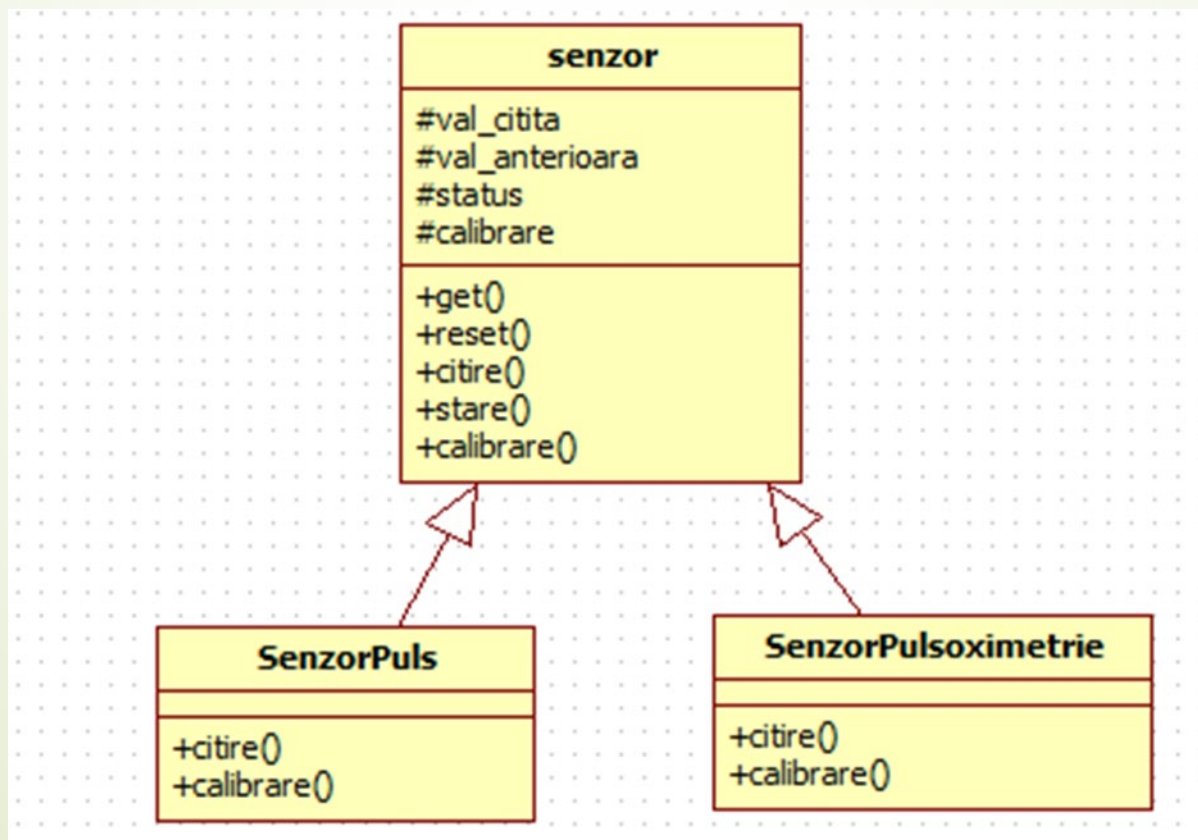 senzor
#val_citita
#val_anterioara
#status
#calibrare
+get()
+reset()
+citire()
+stare()
+calibrare()
SenzorPuls
+citire()
+calibrare()
SenzorPulsoximetrie
+citire()
+calibrare()